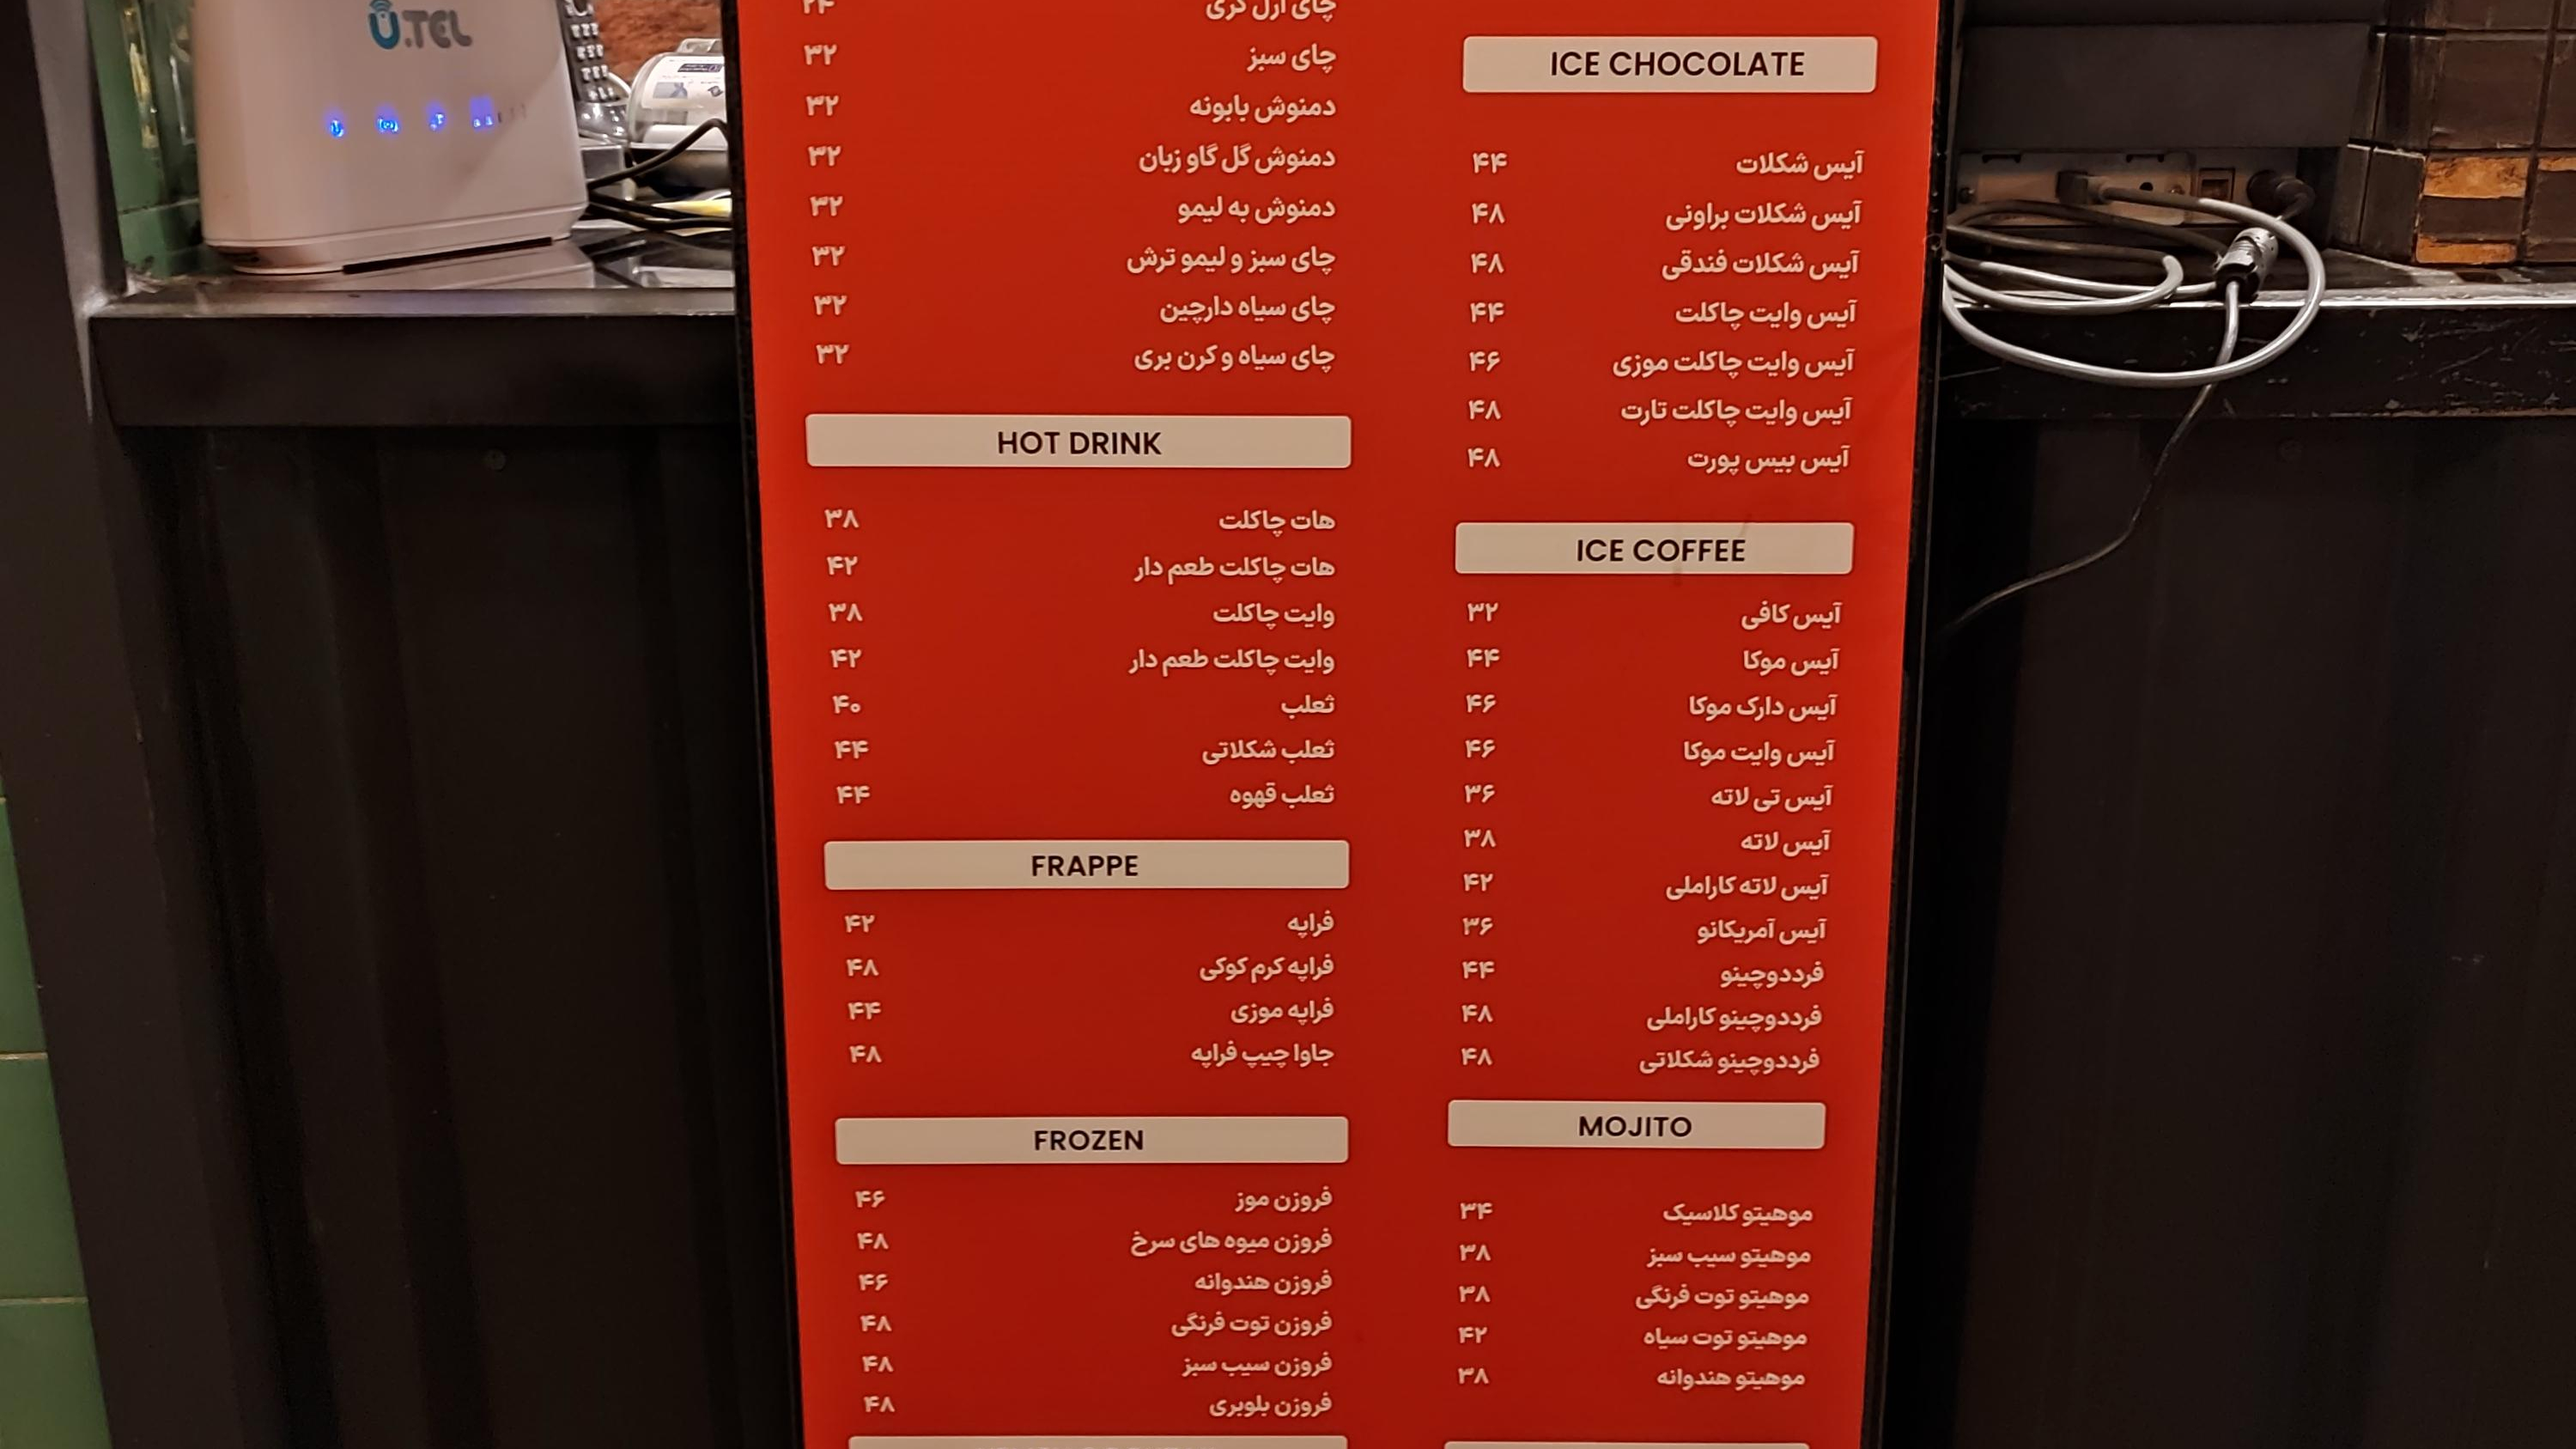 U.TEL
چای سبز ۳۲
دمنوش بابونه ۳۲
دمنوش گل گاو زبان ۳۲
دمنوش به لیمو ۳۲
چای سبز و لیمو ترش ۳۲
چای سیاه دارچین ۳۲
چای سیاه و کرن بری ۳۲
HOT DRINK
هات چاکلت ۳۸
هات چاکلت طعم دار ۴۲
وایت چاکلت ۳۸
وایت چاکلت طعم دار ۴۲
ثعلب ۴۰
ثعلب شکلاتی ۴۴
ثعلب قهوه ۴۴
FRAPPE
فراپه ۴۲
فراپه کرم کوکی ۴۸
فراپه موزی ۴۴
جاوا چیپ فراپه ۴۸
FROZEN
فروزن موز ۴۶
فروزن میوه های سرخ ۴۸
فروزن هندوانه ۴۶
فروزن توت فرنگی ۴۸
فروزن سیب سبز ۴۸
فروزن بلوبری ۴۸
ICE CHOCOLATE
آیس شکلات ۴۴
آیس شکلات براونی ۴۸
آیس شکلات فندقی ۴۸
آیس وایت چاکلت ۴۴
آیس وایت چاکلت موزی ۴۶
آیس وایت چاکلت تارت ۴۸
آیس بیس پورت ۴۸
ICE COFFEE
آیس کافی ۳۲
آیس موکا ۴۴
آیس دارک موکا ۴۶
آیس وایت موکا ۴۶
آیس تی لاته ۳۶
آیس لاته ۳۸
آیس لاته کاراملی ۴۲
آیس آمریکانو ۳۶
فرددوچینو ۴۴
فرددوچینو کاراملی ۴۸
فرددوچینو شکلاتی ۴۸
MOJITO
موهیتو کلاسیک ۳۴
موهیتو سیب سبز ۳۸
موهیتو توت فرنگی ۳۸
موهیتو توت سیاه ۴۲
موهیتو هندوانه ۳۸